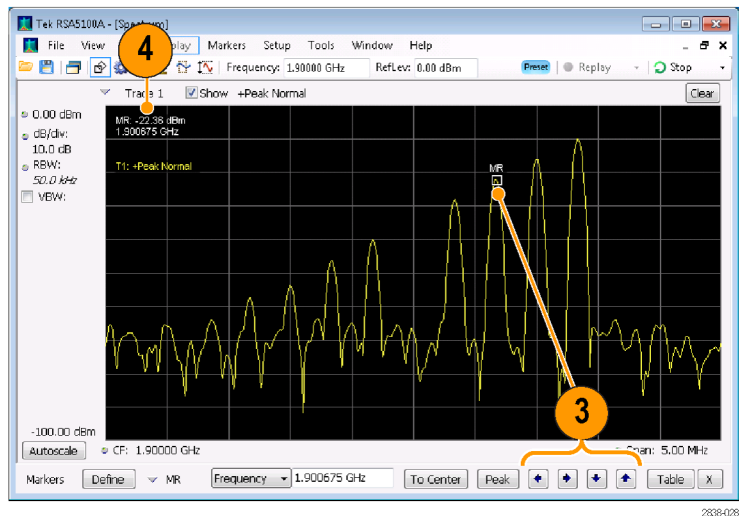 Tek RSA5100A - [Spectrum]
File View play Markers Setup Tools Window Help
Frequency: 1.90000 GHz RefLev: 0.00 dBm Preset Replay Stop
4
Trace 1 Show +Peak Normal Clear
0.00 dBm
dB/div:
10.0 dB
RBW:
50.0 kHz
VBW:
MR: -22.36 dBm
1.900675 GHz
T1: +Peak Normal
MR
3
-100.00 dBm
Autoscale CF: 1.90000 GHz Span: 5.00 MHz
Markers Define MR Frequency 1.900675 GHz To Center Peak Table X
2838-028